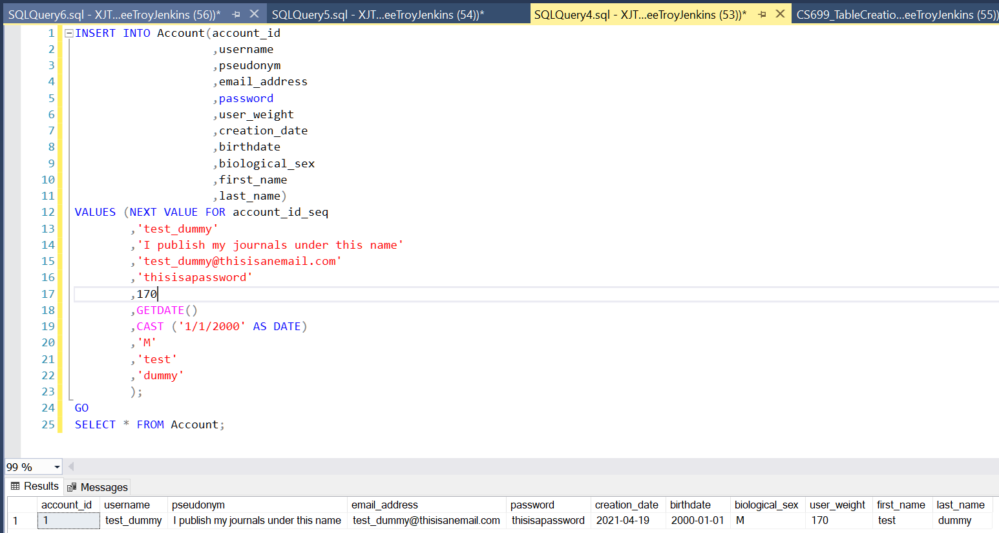 SQLQuery6.sql - XJT...eeTroyJenkins (56))* SQLQuery5.sql - XJT...eeTroyJenkins (54))* SQLQuery4.sql - XJT...eeTroyJenkins (53))* CS699_TableCreatio...eeTroyJenkins (55))
1 INSERT INTO Account(account_id
2 ,username
3 ,pseudonym
4 ,email_address
5 ,password
6 ,user_weight
7 ,creation_date
8 ,birthdate
9 ,biological_sex
10 ,first_name
11 ,last_name)
12 VALUES (NEXT VALUE FOR account_id_seq
13 ,'test_dummy'
14 ,'I publish my journals under this name'
15 ,'test_dummy@thisisanemail.com'
16 ,'thisisapassword'
17 ,170
18 ,GETDATE()
19 ,CAST ('1/1/2000' AS DATE)
20 ,'M'
21 ,'test'
22 ,'dummy'
23 );
24 GO
25 SELECT * FROM Account;
99 %
Results Messages
account_id username pseudonym email_address password creation_date birthdate biological_sex user_weight first_name last_name
1 1 test_dummy I publish my journals under this name test_dummy@thisisanemail.com thisisapassword 2021-04-19 2000-01-01 M 170 test dummy